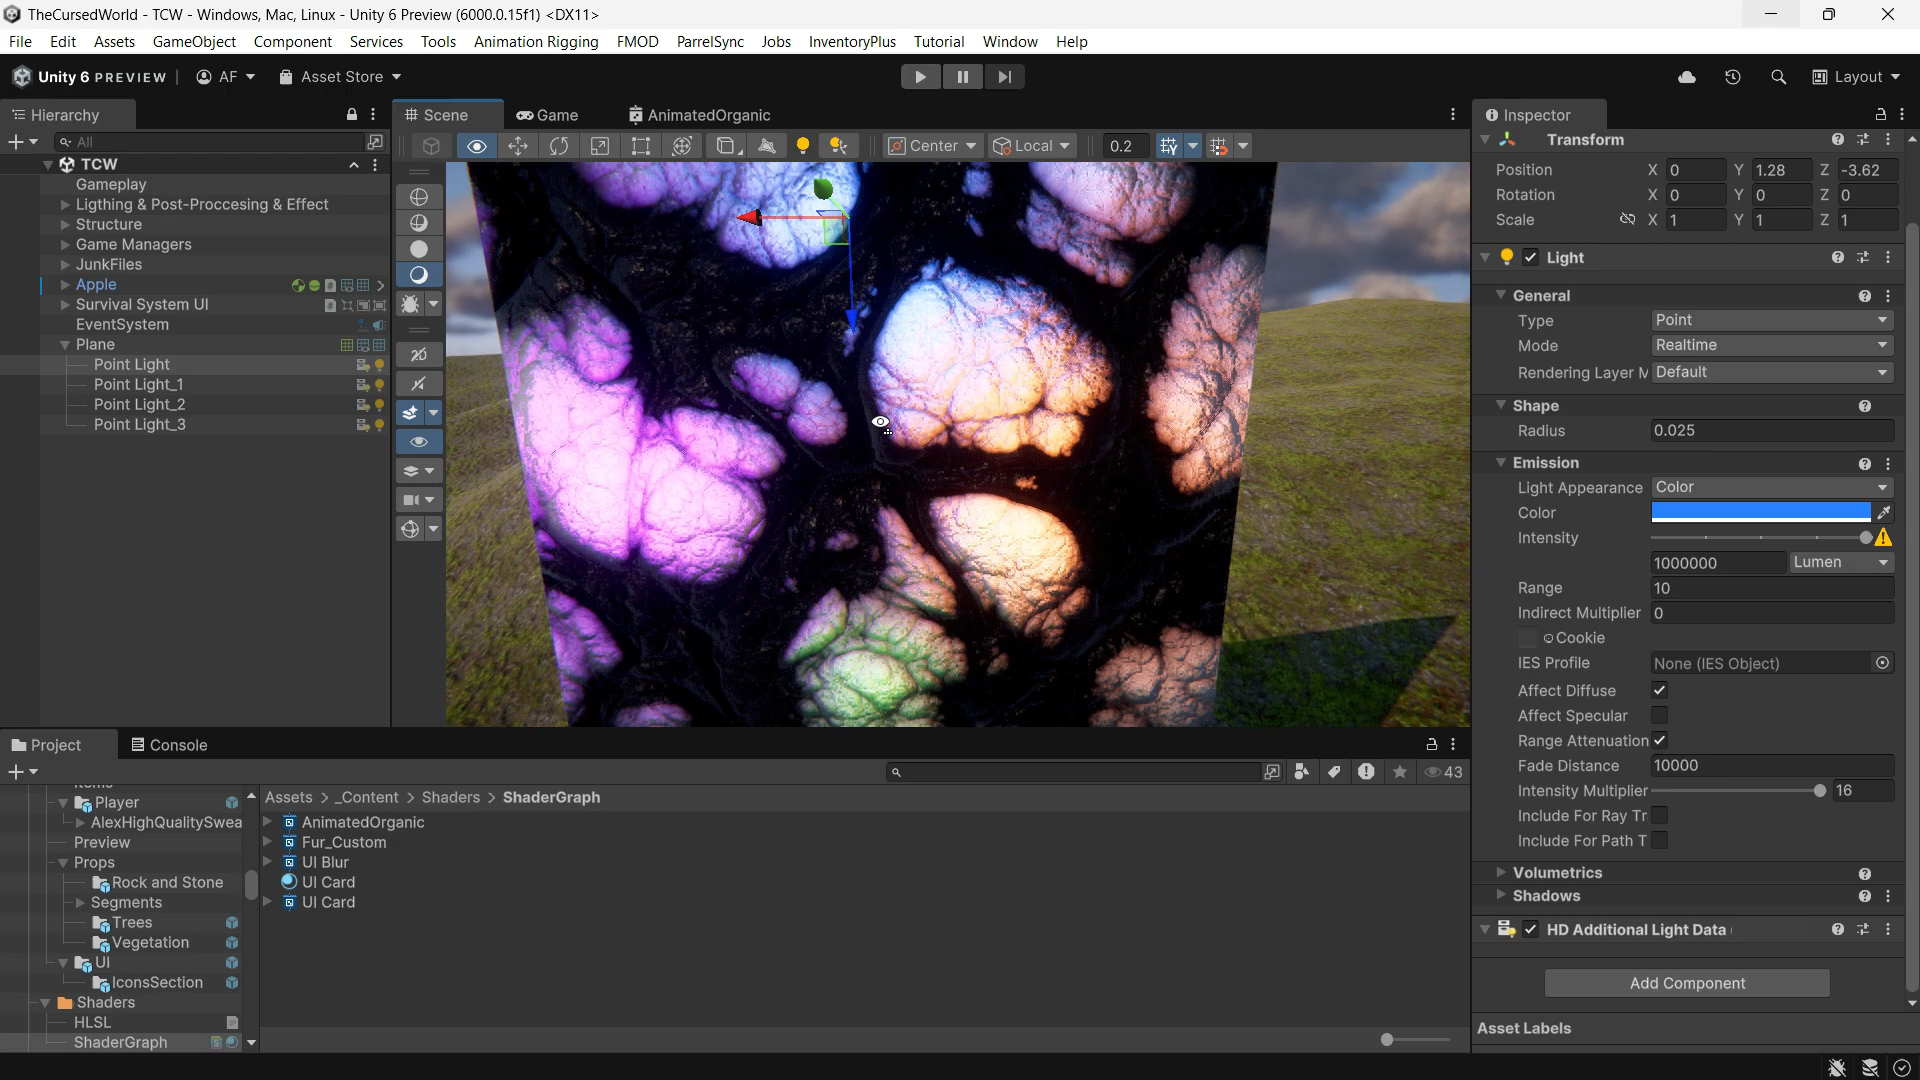 TheCursedWorld - TCW - Windows, Mac, Linux - Unity 6 Preview (6000.0.15f1) <DX11>
File Edit Assets GameObject Component Services Tools Animation Rigging FMOD ParrelSync Jobs InventoryPlus Tutorial Window Help
Unity 6 PREVIEW AF Asset Store Layout
Hierarchy
All
TCW
Gameplay
Ligthing & Post-Proccesing & Effect
Structure
Game Managers
JunkFiles
Apple
Survival System UI
EventSystem
Plane
Point Light
Point Light_1
Point Light_2
Point Light_3
Scene Game AnimatedOrganic
Center Local 0.2
Inspector
Transform
Position X 0 Y 1.28 Z -3.62
Rotation X 0 Y 0 Z 0
Scale X 1 Y 1 Z 1
Light
General
Type Point
Mode Realtime
Rendering Layer M Default
Shape
Radius 0.025
Emission
Light Appearance Color
Color
Intensity
1000000 Lumen
Range 10
Indirect Multiplier 0
Cookie
IES Profile None (IES Object)
Affect Diffuse
Affect Specular
Range Attenuation
Fade Distance 10000
Intensity Multiplier 16
Include For Ray Tr
Include For Path T
Volumetrics
Shadows
HD Additional Light Data
Add Component
Asset Labels
Project Console
43
Player
AlexHighQualitySwea
Preview
Props
Rock and Stone
Segments
Trees
Vegetation
UI
IconsSection
Shaders
HLSL
ShaderGraph
Assets > _Content > Shaders > ShaderGraph
AnimatedOrganic
Fur_Custom
UI Blur
UI Card
UI Card